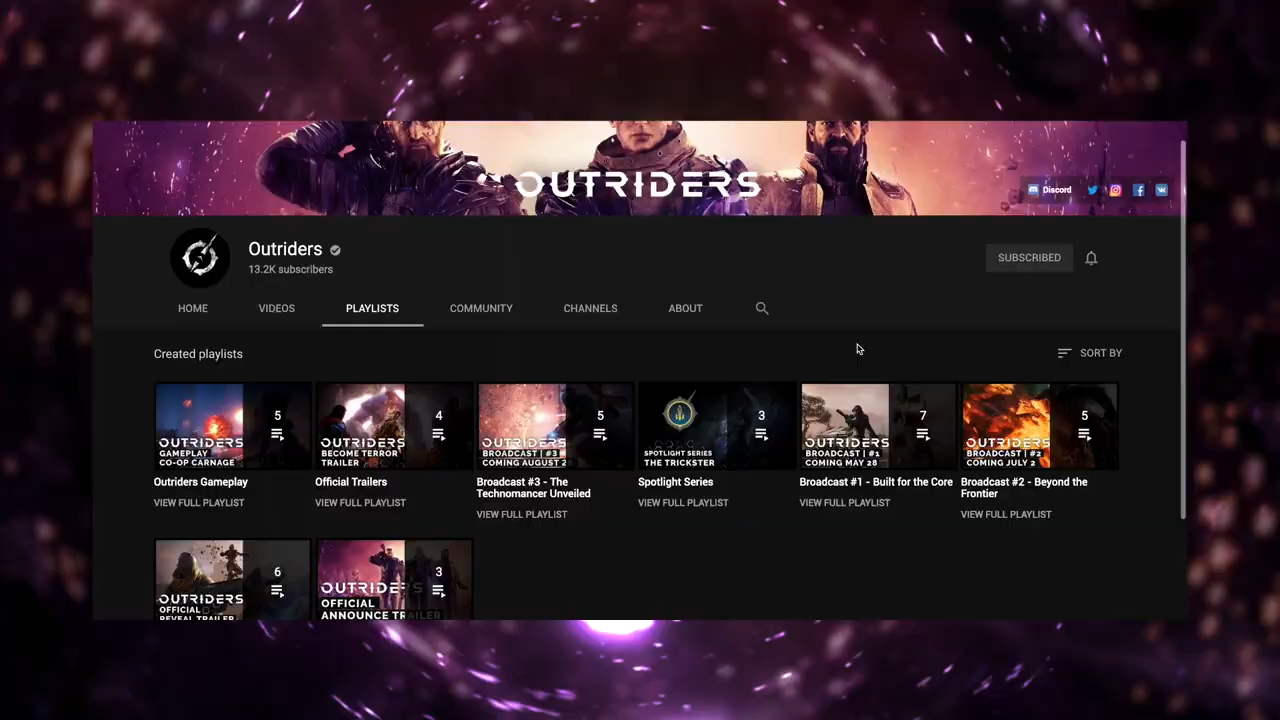 OUTRIDERS
Discord
Outriders
13.2K subscribers
SUBSCRIBED
HOME
VIDEOS
PLAYLISTS
COMMUNITY
CHANNELS
ABOUT
Created playlists
SORT BY
OUTRIDERS
GAMEPLAY
CO-OP CARNAGE
5
Outriders Gameplay
VIEW FULL PLAYLIST
OUTRIDERS
BECOME TERROR
TRAILER
4
Official Trailers
VIEW FULL PLAYLIST
OUTRIDERS
BROADCAST | #3
COMING AUGUST 2
5
Broadcast #3 - The
Technomancer Unveiled
VIEW FULL PLAYLIST
SPOTLIGHT SERIES
THE TRICKSTER
3
Spotlight Series
VIEW FULL PLAYLIST
OUTRIDERS
BROADCAST | #1
COMING MAY 28
7
Broadcast #1 - Built for the Core
VIEW FULL PLAYLIST
OUTRIDERS
BROADCAST | #2
COMING JULY 2
5
Broadcast #2 - Beyond the
Frontier
VIEW FULL PLAYLIST
OUTRIDERS
OFFICIAL
REVEAL TRAILER
6
OUTRIDERS
OFFICIAL
ANNOUNCE TRAILER
3